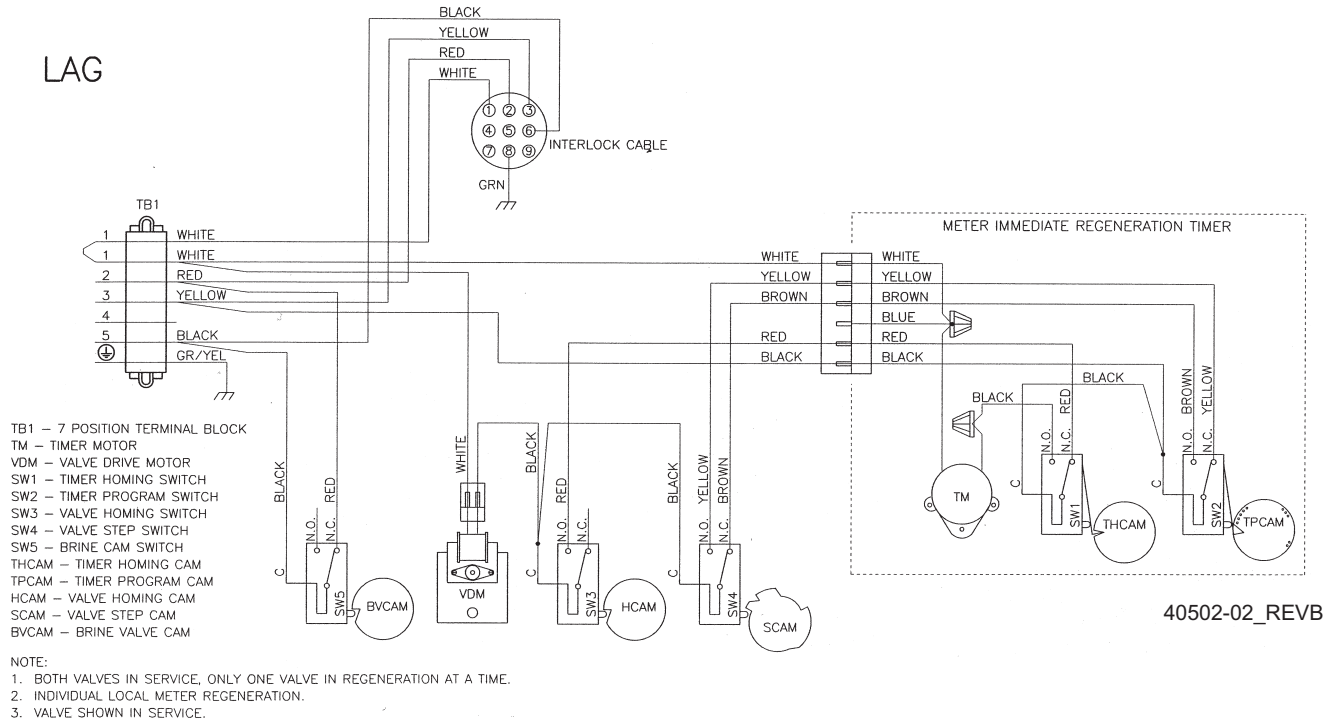 LAG
BLACK
YELLOW
RED
WHITE
1 2 3
4 5 6
7 8 9
INTERLOCK CABLE
GRN
TB1
1 WHITE
1 WHITE
2 RED
3 YELLOW
4
5 BLACK
GR/YEL
METER IMMEDIATE REGENERATION TIMER
WHITE WHITE
YELLOW YELLOW
BROWN BROWN
BLUE
RED RED
BLACK BLACK
BLACK
BLACK
RED
BROWN
YELLOW
N.O.
N.C.
N.O.
N.C.
C
C
TM
SW1
THCAM
SW2
TPCAM
BLACK
RED
WHITE
BLACK
RED
BLACK
YELLOW
BROWN
N.O.
N.C.
N.O.
N.C.
N.O.
N.C.
C
C
C
SW5
BVCAM
VDM
SW3
HCAM
SW4
SCAM
TB1 – 7 POSITION TERMINAL BLOCK
TM – TIMER MOTOR
VDM – VALVE DRIVE MOTOR
SW1 – TIMER HOMING SWITCH
SW2 – TIMER PROGRAM SWITCH
SW3 – VALVE HOMING SWITCH
SW4 – VALVE STEP SWITCH
SW5 – BRINE CAM SWITCH
THCAM – TIMER HOMING CAM
TPCAM – TIMER PROGRAM CAM
HCAM – VALVE HOMING CAM
SCAM – VALVE STEP CAM
BVCAM – BRINE VALVE CAM
40502-02_REVB
NOTE:
1. BOTH VALVES IN SERVICE, ONLY ONE VALVE IN REGENERATION AT A TIME.
2. INDIVIDUAL LOCAL METER REGENERATION.
3. VALVE SHOWN IN SERVICE.